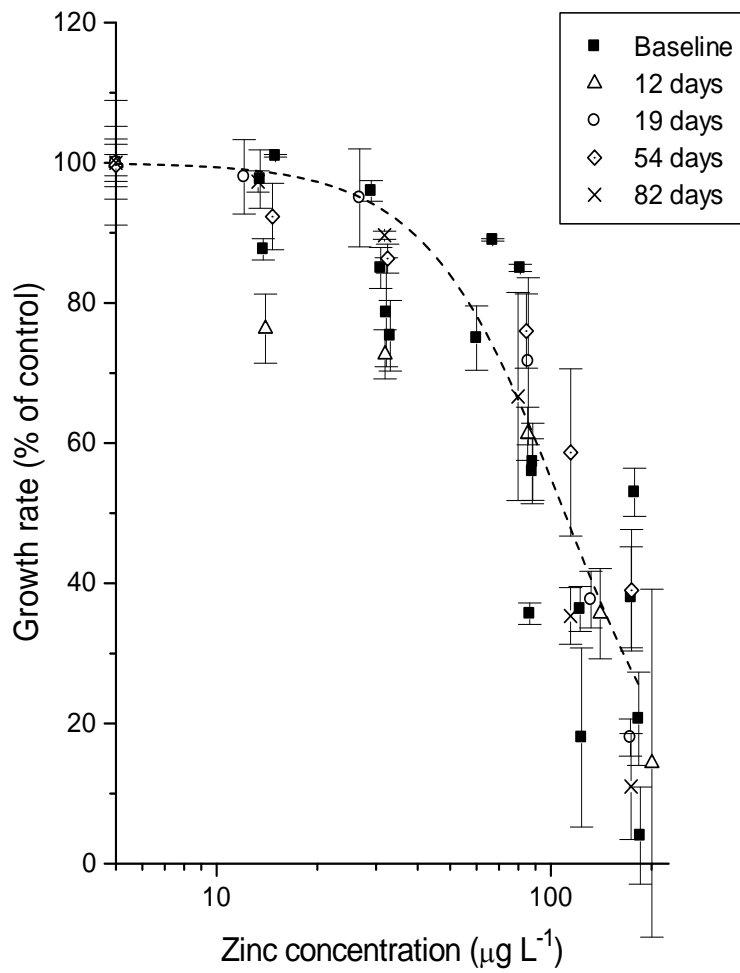 120
100
80
60
40
20
0
Growth rate (% of control)
10
100
Zinc concentration (μg L⁻¹)
Baseline
12 days
19 days
54 days
82 days